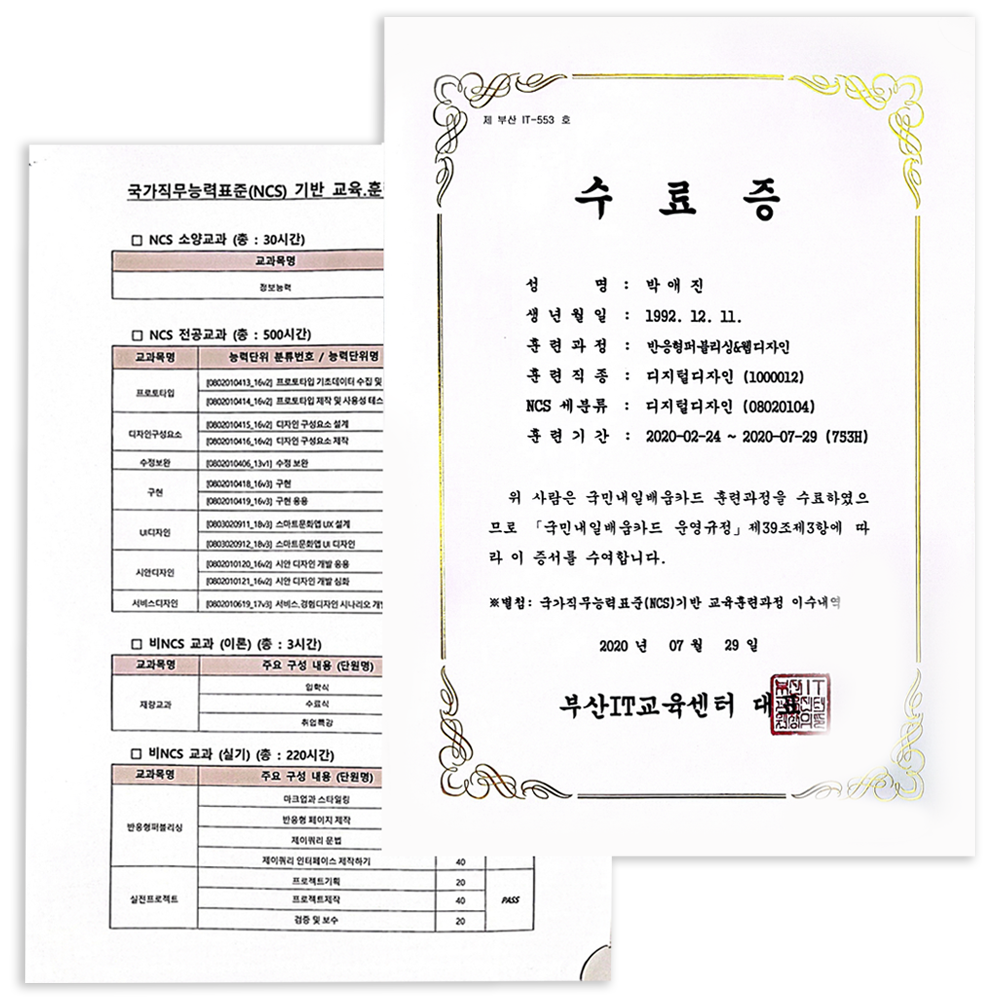 제 부산 IT-553 호
수 료 증
성 명 : 박 애 진
생 년 월 일 : 1992. 12. 11.
훈 련 과 정 : 반응형퍼블리싱&웹디자인
훈 련 직 종 : 디지털디자인 (1000012)
NCS 세분류 : 디지털디자인 (08020104)
훈 련 기 간 : 2020-02-24 ~ 2020-07-29 (753H)
위 사람은 국민내일배움카드 훈련과정을 수료하였으
므로 「국민내일배움카드 운영규정」제39조제3항에 따
라 이 증서를 수여합니다.
※별첨: 국가직무능력표준(NCS)기반 교육훈련과정 이수내역
2020 년 07 월 29 일
부산IT교육센터 대표
국가직무능력표준(NCS) 기반 교육.훈
□ NCS 소양교과 (총 : 30시간)
교과목명
정보능력
□ NCS 전공교과 (총 : 500시간)
교과목명 능력단위 분류번호 / 능력단위명
프로토타입 [0802010413_16v2] 프로토타입 기초데이터 수집 및
[0802010414_16v2] 프로토타입 제작 및 사용성 테스
디자인구성요소 [0802010415_16v2] 디자인 구성요소 설계
[0802010416_16v2] 디자인 구성요소 제작
수정보완 [0802010406_13v1] 수정 보완
구현 [0802010418_16v3] 구현
[0802010419_16v3] 구현 응용
UI디자인 [0803020911_18v3] 스마트문화앱 UX 설계
[0803020912_18v3] 스마트문화앱 UI 디자인
시안디자인 [0802010120_16v2] 시안 디자인 개발 응용
[0802010121_16v2] 시안 디자인 개발 심화
서비스디자인 [0802010619_17v3] 서비스.경험디자인 시나리오 개발
□ 비NCS 교과 (이론) (총 : 3시간)
교과목명 주요 구성 내용 (단원명)
재량교과 입학식
수료식
취업특강
□ 비NCS 교과 (실기) (총 : 220시간)
교과목명 주요 구성 내용 (단원명)
반응형퍼블리싱 마크업과 스타일링
반응형 페이지 제작
제이쿼리 문법
제이쿼리 인터페이스 제작하기 40
실전프로젝트 프로젝트기획 20
프로젝트제작 40 PASS
검증 및 보수 20